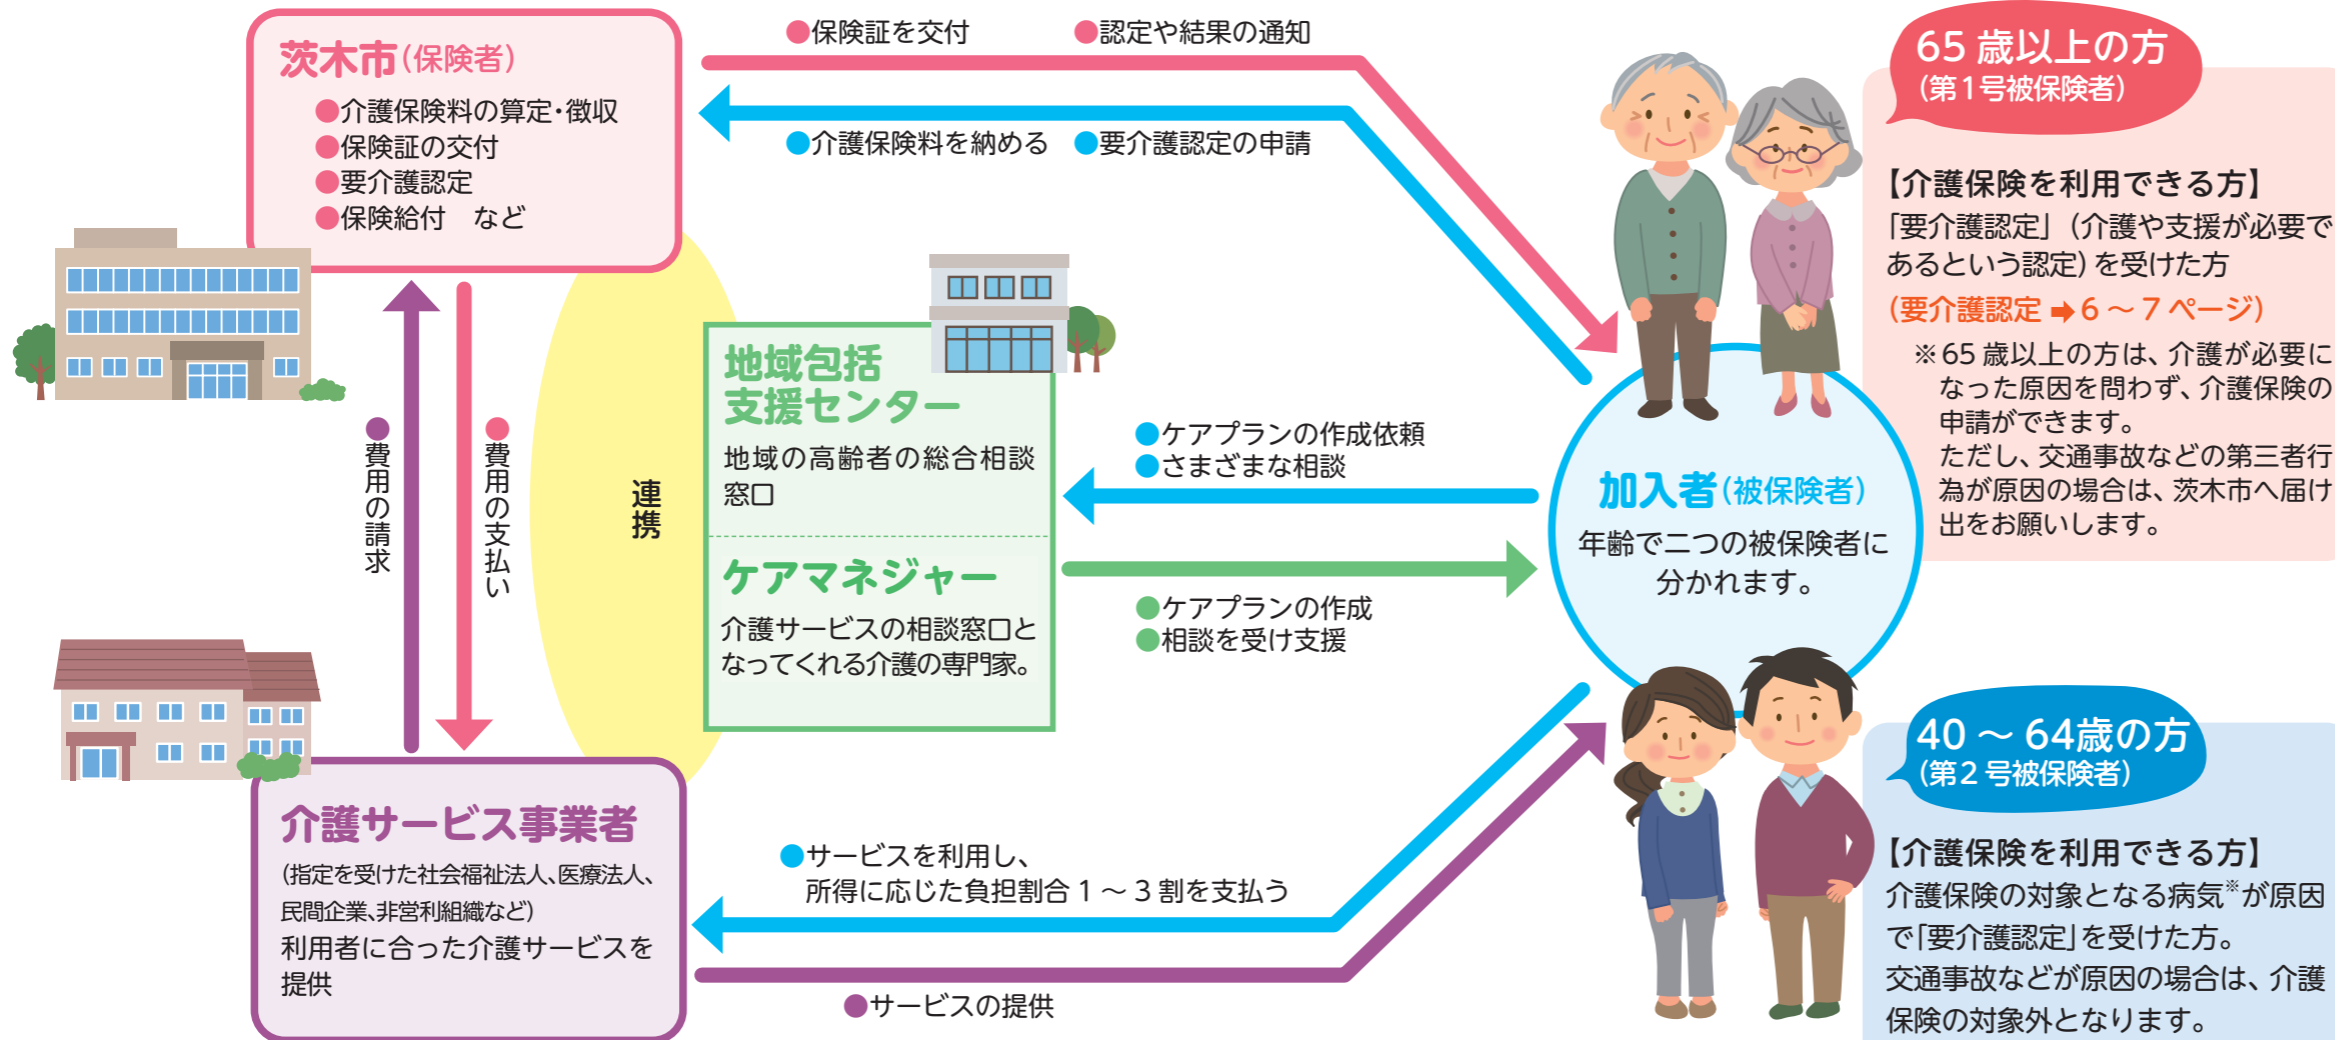 茨木市(保険者)
●介護保険料の算定・徴収
●保険証の交付
●要介護認定
●保険給付　など
●保険証を交付
●認定や結果の通知
●介護保険料を納める
●要介護認定の申請
●費用の請求
●費用の支払い
連携
地域包括
支援センター
地域の高齢者の総合相談
窓口
ケアマネジャー
介護サービスの相談窓口と
なってくれる介護の専門家。
●ケアプランの作成依頼
●さまざまな相談
●ケアプランの作成
●相談を受け支援
加入者(被保険者)
年齢で二つの被保険者に
分かれます。
介護サービス事業者
(指定を受けた社会福祉法人、医療法人、
民間企業、非営利組織など)
利用者に合った介護サービスを
提供
●サービスを利用し、
所得に応じた負担割合1～3割を支払う
●サービスの提供
65歳以上の方
(第1号被保険者)
【介護保険を利用できる方】
「要介護認定」(介護や支援が必要で
あるという認定)を受けた方
(要介護認定➡6～7ページ)
※65歳以上の方は、介護が必要に
なった原因を問わず、介護保険の
申請ができます。
ただし、交通事故などの第三者行
為が原因の場合は、茨木市へ届け
出をお願いします。
40～64歳の方
(第2号被保険者)
【介護保険を利用できる方】
介護保険の対象となる病気※が原因
で「要介護認定」を受けた方。
交通事故などが原因の場合は、介護
保険の対象外となります。